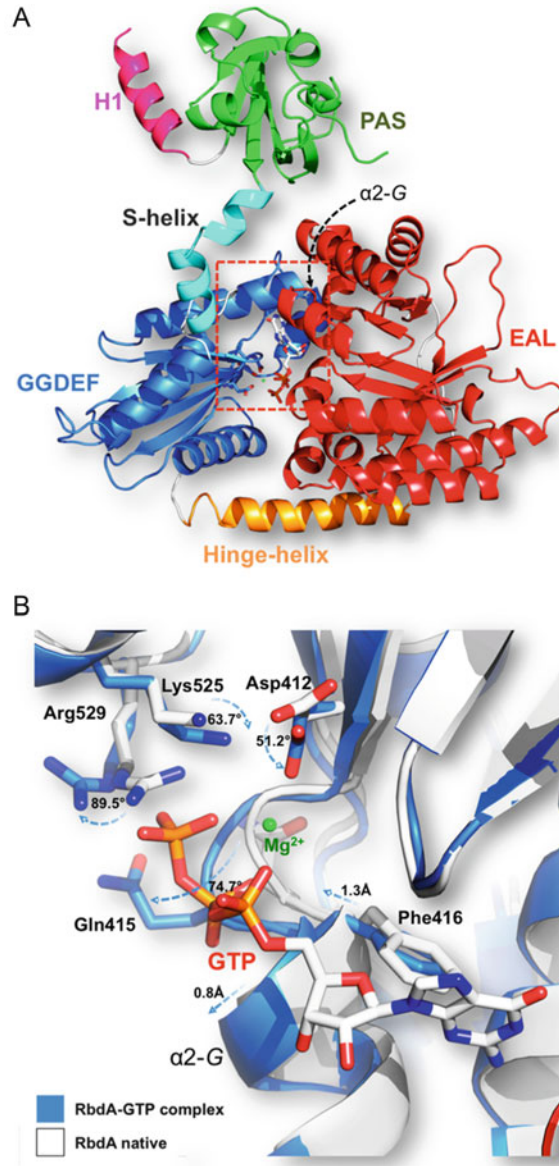 A
H1
PAS
S-helix
α2-G
EAL
GGDEF
Hinge-helix
B
Lys525
Asp412
Arg529
63.7°
51.2°
89.5°
Mg2+
74.7°
1.3Å
Gln415
Phe416
GTP
0.8Å
α2-G
RbdA-GTP complex
RbdA native